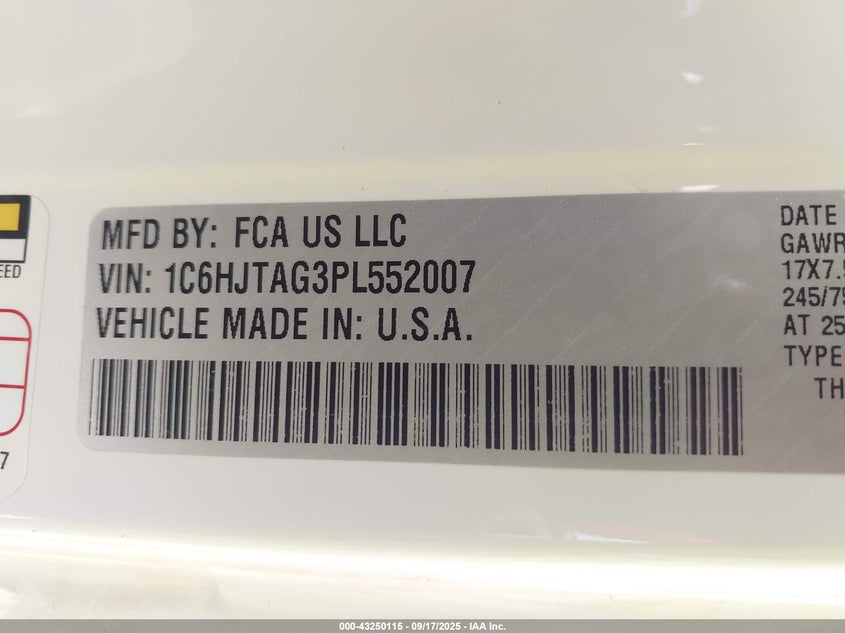 EED
7
MFD BY: FCA US LLC
VIN: 1C6HJTAG3PL552007
VEHICLE MADE IN: U.S.A.
DATE
GAWR
17X7.5
245/75
AT 25
TYPE
TH
000-43250115 - 09/17/2025 - IAA Inc.